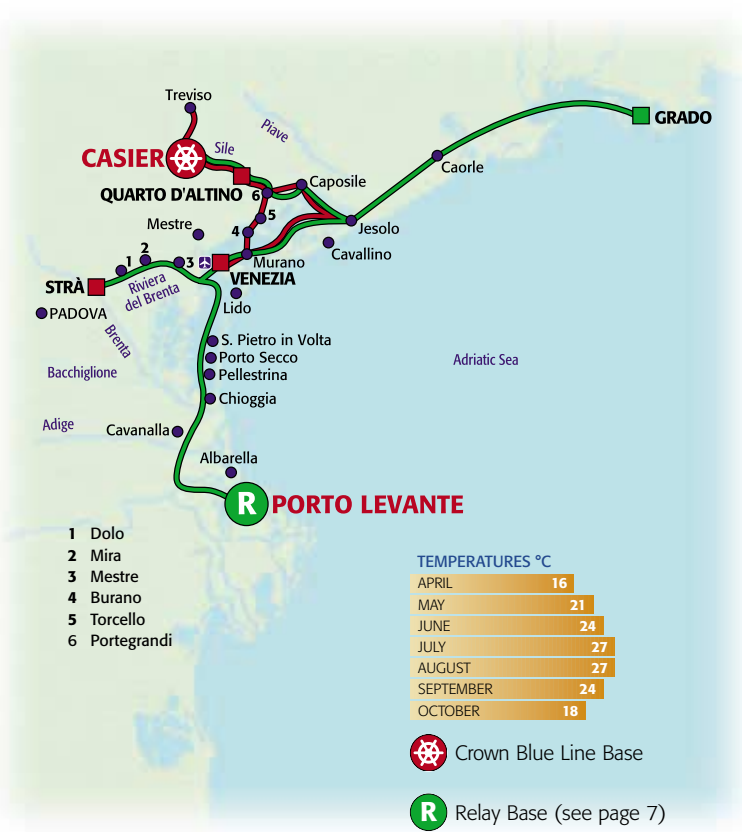 Treviso
Piave
GRADO
CASIER
Sile
Caorle
Caposile
QUARTO D'ALTINO
6
5
Mestre
4
Jesolo
Cavallino
2
1
3
Murano
VENEZIA
STRÀ
Riviera
del Brenta
Lido
PADOVA
Brenta
S. Pietro in Volta
Porto Secco
Adriatic Sea
Bacchiglione
Pellestrina
Chioggia
Adige
Cavanalla
Albarella
R
PORTO LEVANTE
1 Dolo
2 Mira
3 Mestre
4 Burano
5 Torcello
6 Portegrandi
TEMPERATURES °C
APRIL 16
MAY 21
JUNE 24
JULY 27
AUGUST 27
SEPTEMBER 24
OCTOBER 18
Crown Blue Line Base
R Relay Base (see page 7)